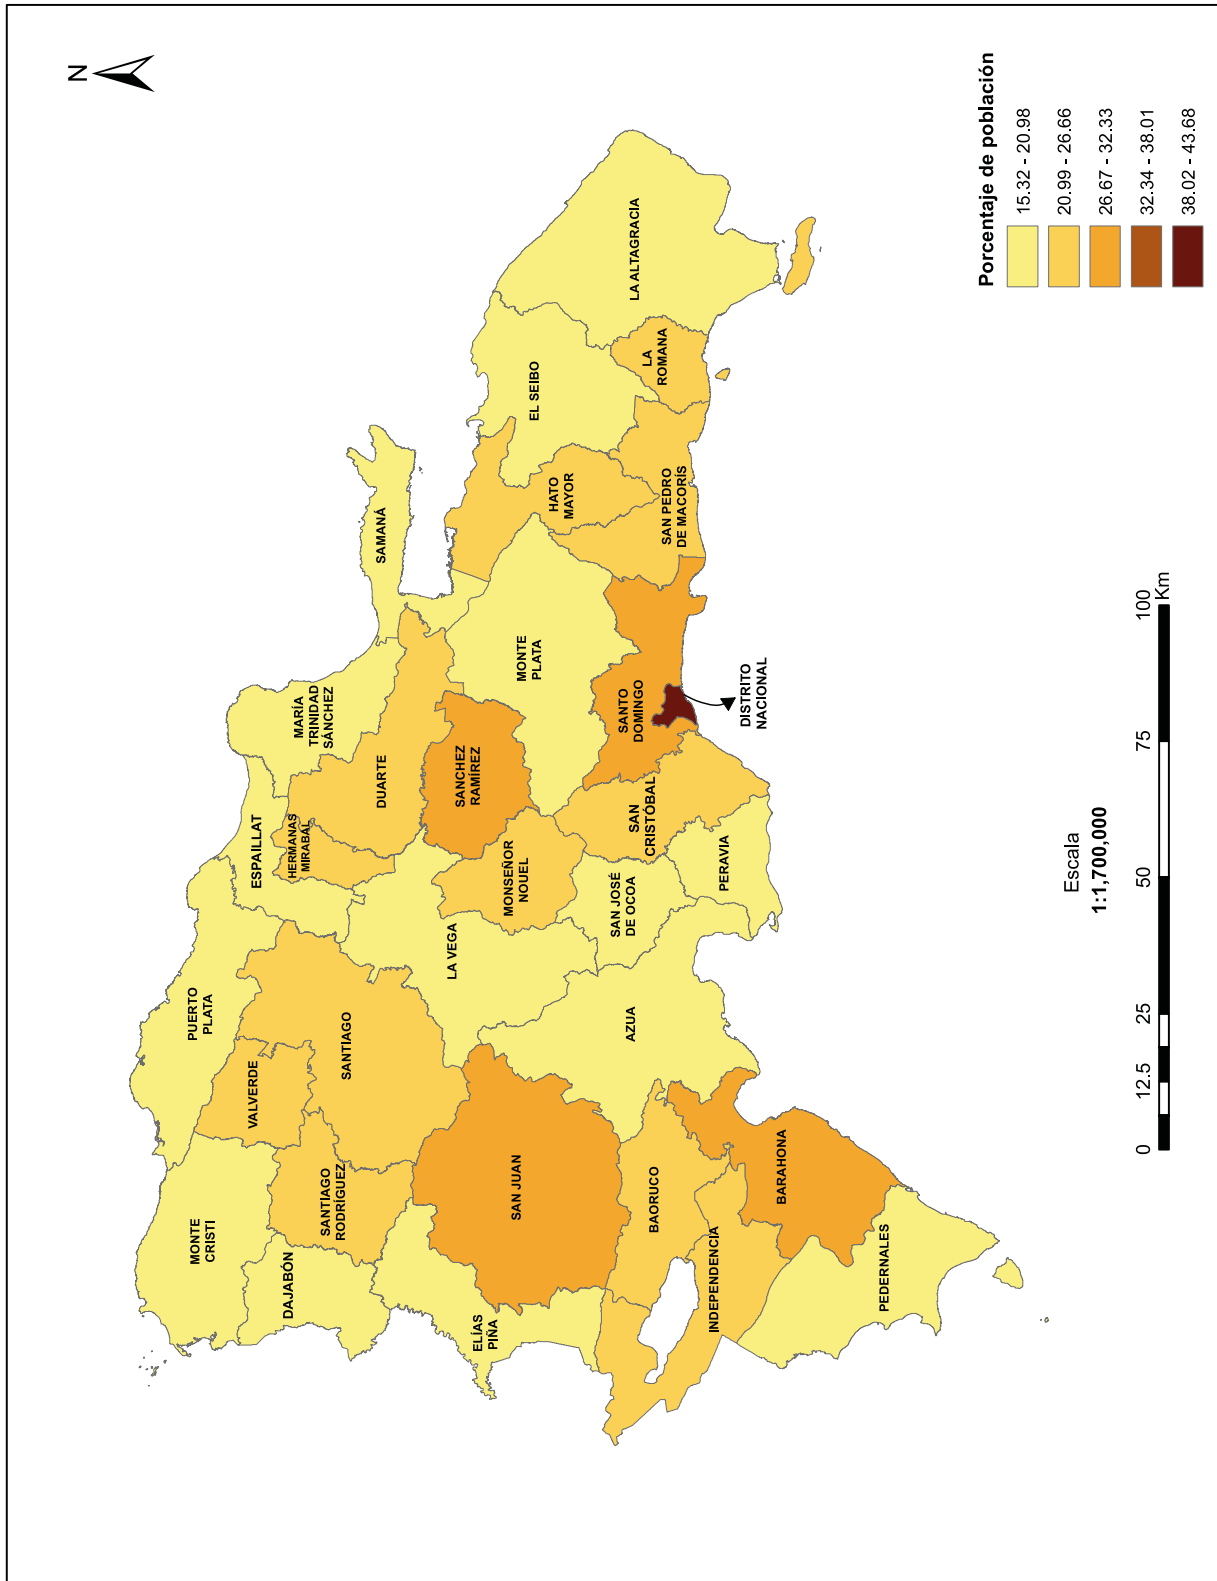 N
PUERTO
PLATA
ESPAILLAT
MARÍA
TRINIDAD
SÁNCHEZ
SAMANÁ
MONTE
CRISTI
VALVERDE
HERMANAS
MIRABAL
DUARTE
DAJABÓN
SANTIAGO
RODRÍGUEZ
SANTIAGO
LA VEGA
SANCHEZ
RAMÍREZ
ELÍAS
PIÑA
SAN JUAN
MONSEÑOR
NOUEL
MONTE
PLATA
HATO
MAYOR
EL SEIBO
LA ALTAGRACIA
AZUA
SAN JOSÉ
DE OCOA
SAN
CRISTÓBAL
SANTO
DOMINGO
SAN PEDRO
DE MACORÍS
LA
ROMANA
BAORUCO
INDEPENDENCIA
PERAVIA
DISTRITO
NACIONAL
BARAHONA
PEDERNALES
Porcentaje de población
15.32 - 20.98
20.99 - 26.66
26.67 - 32.33
32.34 - 38.01
38.02 - 43.68
Escala
1:1,700,000
0 12.5 25 50 75 100
Km